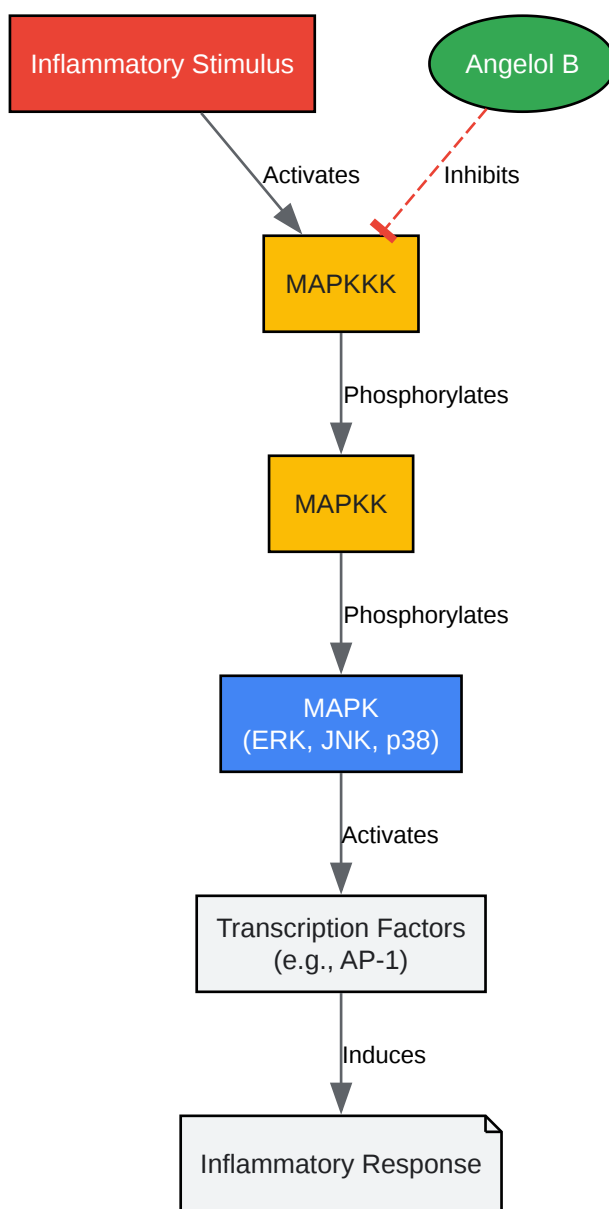 Inflammatory Stimulus
Angelol B
Activates
Inhibits
MAPKKK
Phosphorylates
MAPKK
Phosphorylates
MAPK
(ERK, JNK, p38)
Activates
Transcription Factors
(e.g., AP-1)
Induces
Inflammatory Response